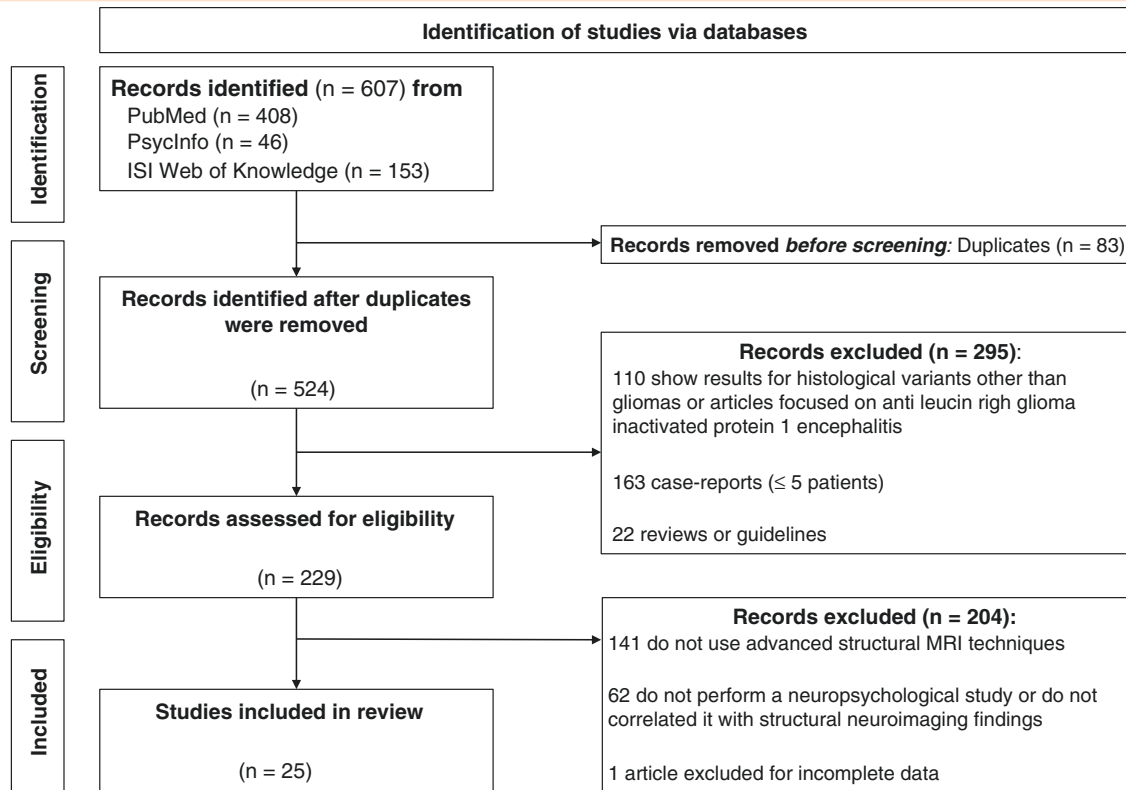 Identification of studies via databases
Identification
Records identified (n = 607) from
PubMed (n = 408)
PsycInfo (n = 46)
ISI Web of Knowledge (n = 153)
Records removed before screening: Duplicates (n = 83)
Screening
Records identified after duplicates
were removed
(n = 524)
Records excluded (n = 295):
110 show results for histological variants other than
gliomas or articles focused on anti leucin righ glioma
inactivated protein 1 encephalitis
163 case-reports (≤ 5 patients)
22 reviews or guidelines
Eligibility
Records assessed for eligibility
(n = 229)
Records excluded (n = 204):
141 do not use advanced structural MRI techniques
62 do not perform a neuropsychological study or do not
correlated it with structural neuroimaging findings
1 article excluded for incomplete data
Included
Studies included in review
(n = 25)